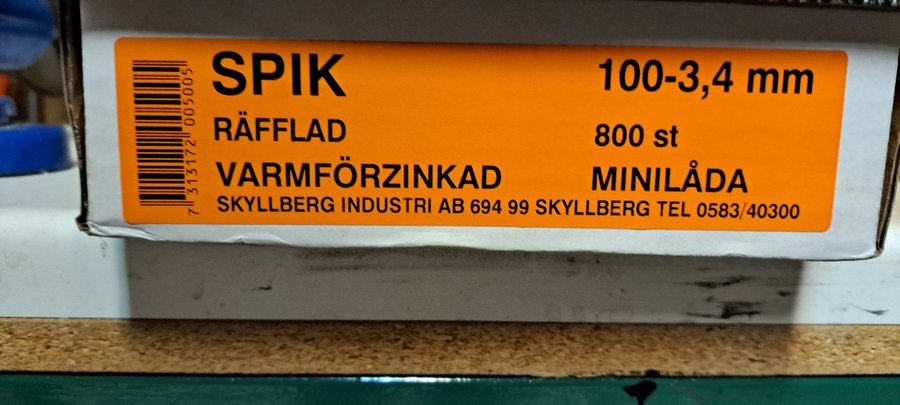 SPIK 100-3,4 mm
RÄFFLAD 800 st
VARMFÖRZINKAD MINILÅDA
SKYLLBERG INDUSTRI AB 694 99 SKYLLBERG TEL 0583/40300
7 313172 005005